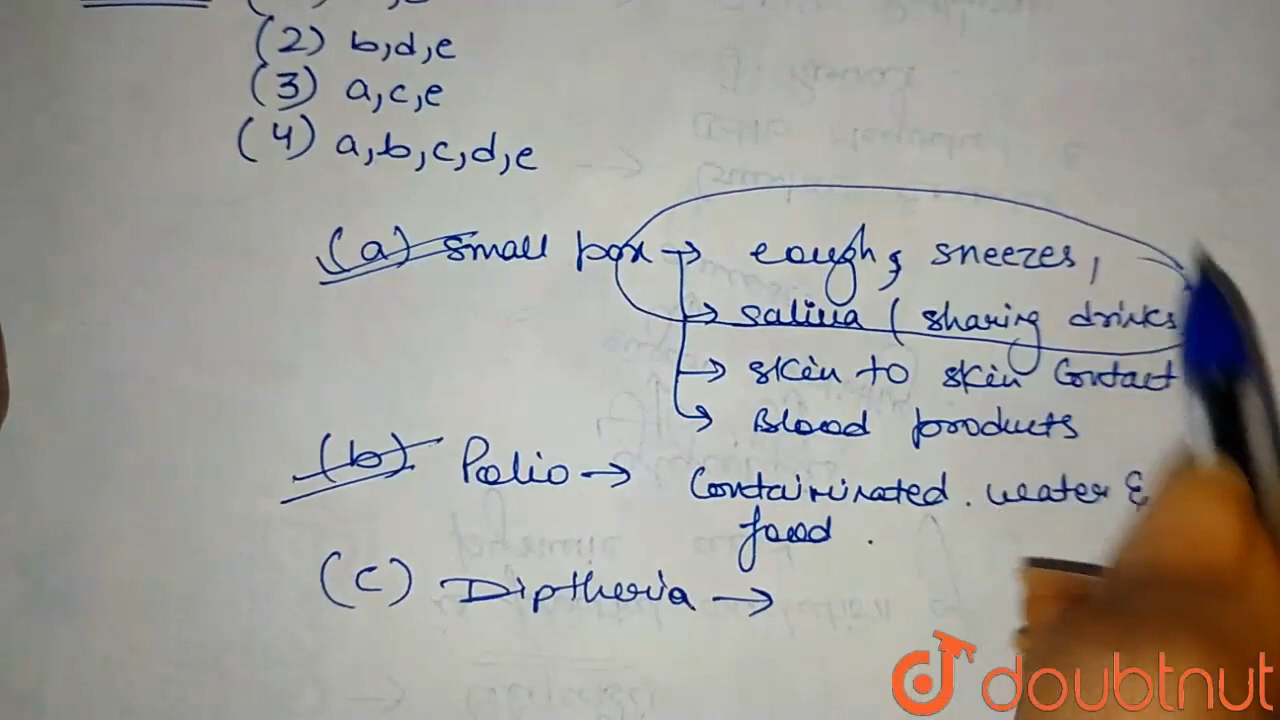 (2) b,d,e
(3) a,c,e
(4) a,b,c,d,e
(a) small pox → cough, sneezes,
→ saliva (sharing drinks
→ skin to skin contact
→ Blood products
(b) Polio → Contaiminated. water &
food.
(C) Diptheria →
doubtnut